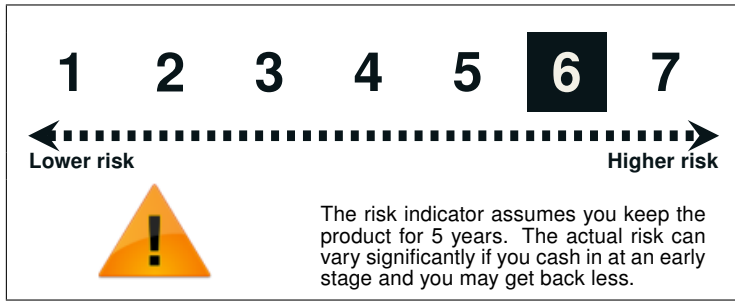 1 2 3 4 5 6 7
Lower risk Higher risk
!
The risk indicator assumes you keep the
product for 5 years. The actual risk can
vary significantly if you cash in at an early
stage and you may get back less.